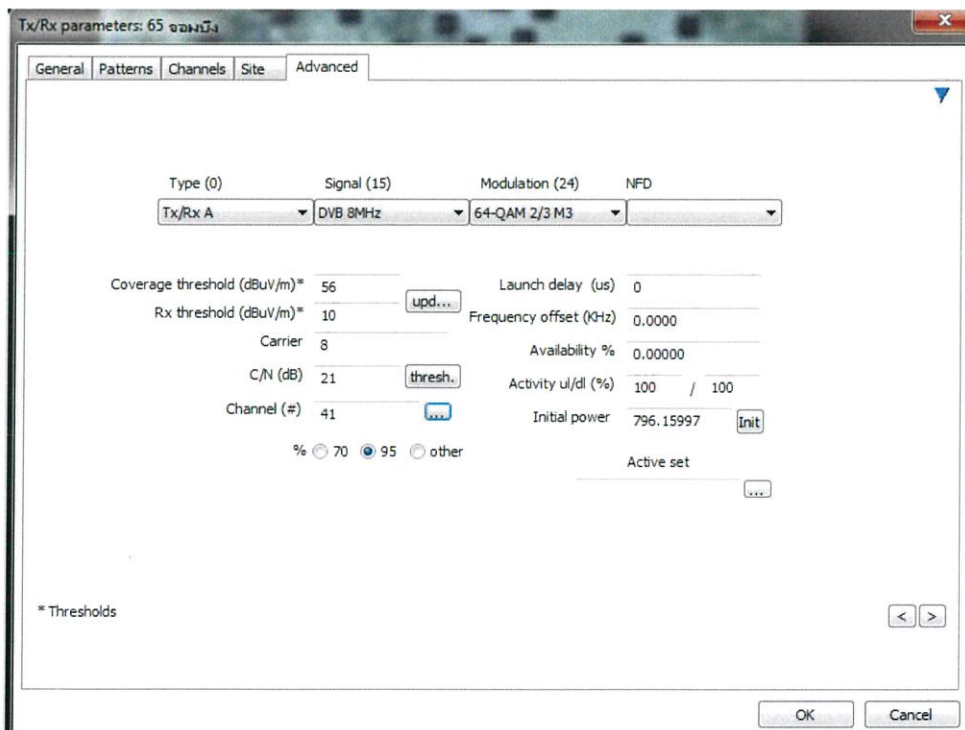 Tx/Rx parameters: 65 จอมบึง
General Patterns Channels Site Advanced
Type (0) Signal (15) Modulation (24) NFD
Tx/Rx A DVB 8MHz 64-QAM 2/3 M3
Coverage threshold (dBuV/m)* 56
upd...
Rx threshold (dBuV/m)* 10
Carrier 8
C/N (dB) 21 thresh.
Channel (#) 41 ...
% 70 95 other
Launch delay (us) 0
Frequency offset (KHz) 0.0000
Availability % 0.00000
Activity ul/dl (%) 100 / 100
Initial power 796.15997 Init
Active set
...
* Thresholds
< >
OK Cancel